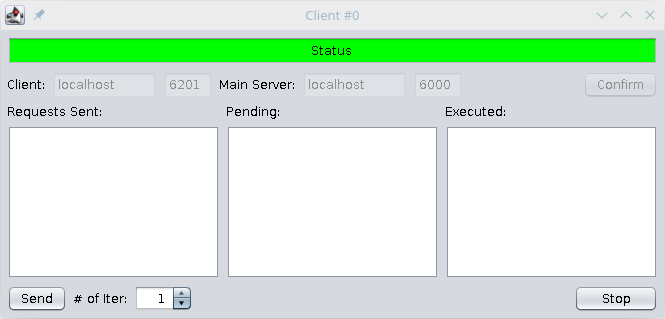 Client #0
Status
Client: localhost 6201 Main Server: localhost 6000 Confirm
Requests Sent: Pending: Executed:
Send # of Iter: 1 Stop